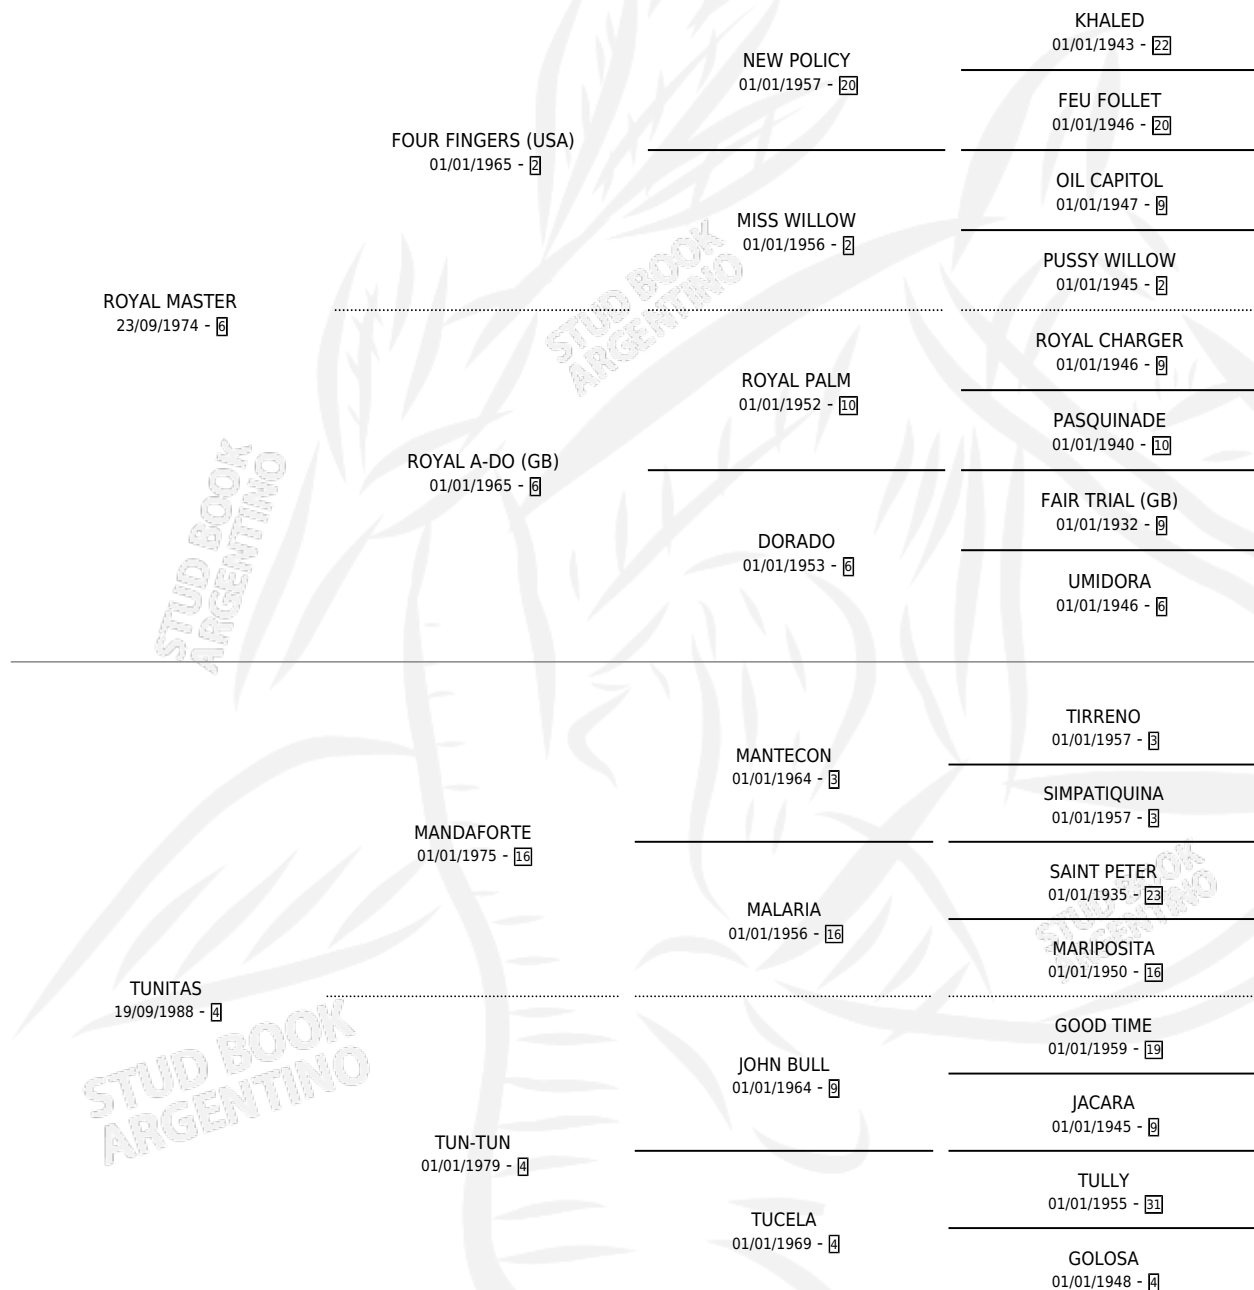 KHALED
01/01/1943 - 22
NEW POLICY
01/01/1957 - 20
FEU FOLLET
01/01/1946 - 20
FOUR FINGERS (USA)
01/01/1965 - 2
OIL CAPITOL
01/01/1947 - 9
MISS WILLOW
01/01/1956 - 2
PUSSY WILLOW
01/01/1945 - 2
ROYAL MASTER
23/09/1974 - 6
STUD BOOK
ARGENTINO
ROYAL CHARGER
01/01/1946 - 9
ROYAL PALM
01/01/1952 - 10
PASQUINADE
01/01/1940 - 10
ROYAL A-DO (GB)
01/01/1965 - 6
FAIR TRIAL (GB)
01/01/1932 - 9
DORADO
01/01/1953 - 6
UMIDORA
01/01/1946 - 6
STUD BOOK
ARGENTINO
TIRRENO
01/01/1957 - 3
MANTECON
01/01/1964 - 3
SIMPATIQUINA
01/01/1957 - 3
MANDAFORTE
01/01/1975 - 16
SAINT PETER
01/01/1935 - 23
MALARIA
01/01/1956 - 16
MARIPOSITA
01/01/1950 - 16
STUD BOOK
ARGENTINO
TUNITAS
19/09/1988 - 4
GOOD TIME
01/01/1959 - 19
JOHN BULL
01/01/1964 - 9
JACARA
01/01/1945 - 9
STUD BOOK
ARGENTINO
TUN-TUN
01/01/1979 - 4
TULLY
01/01/1955 - 31
TUCELA
01/01/1969 - 4
GOLOSA
01/01/1948 - 4